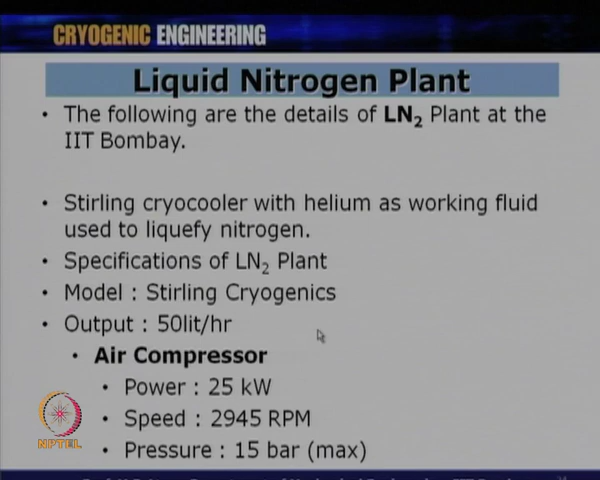 CRYOGENIC ENGINEERING
Liquid Nitrogen Plant
• The following are the details of LN2 Plant at the
IIT Bombay.
• Stirling cryocooler with helium as working fluid
used to liquefy nitrogen.
• Specifications of LN2 Plant
• Model : Stirling Cryogenics
• Output : 50lit/hr
• Air Compressor
• Power : 25 kW
• Speed : 2945 RPM
• Pressure : 15 bar (max)
NPTEL